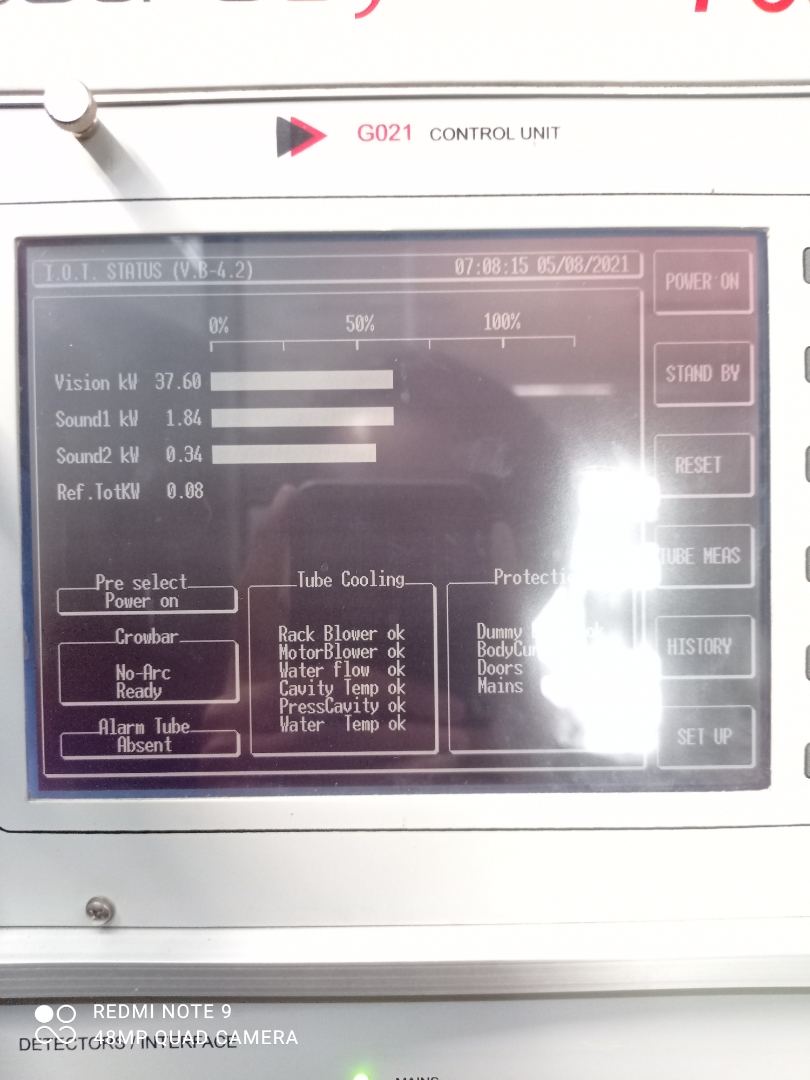 G021 CONTROL UNIT
T.O.T. STATUS (V.B-4.2) 07:08:15 05/08/2021
POWER ON
0% 50% 100%
Vision kW 37.60
STAND BY
Sound1 kW 1.84
Sound2 kW 0.34
RESET
Ref.TotKW 0.08
TUBE MEAS
Pre select
Power on
Crowbar
No-Arc
Ready
Alarm Tube
Absent
Tube Cooling
Rack Blower ok
MotorBlower ok
Water flow ok
Cavity Temp ok
PressCavity ok
Water Temp ok
Dummy
Doors
Mains
HISTORY
SET UP
REDMI NOTE 9
48MP QUAD CAMERA
DETECTORS / INTERFACE
MAINS